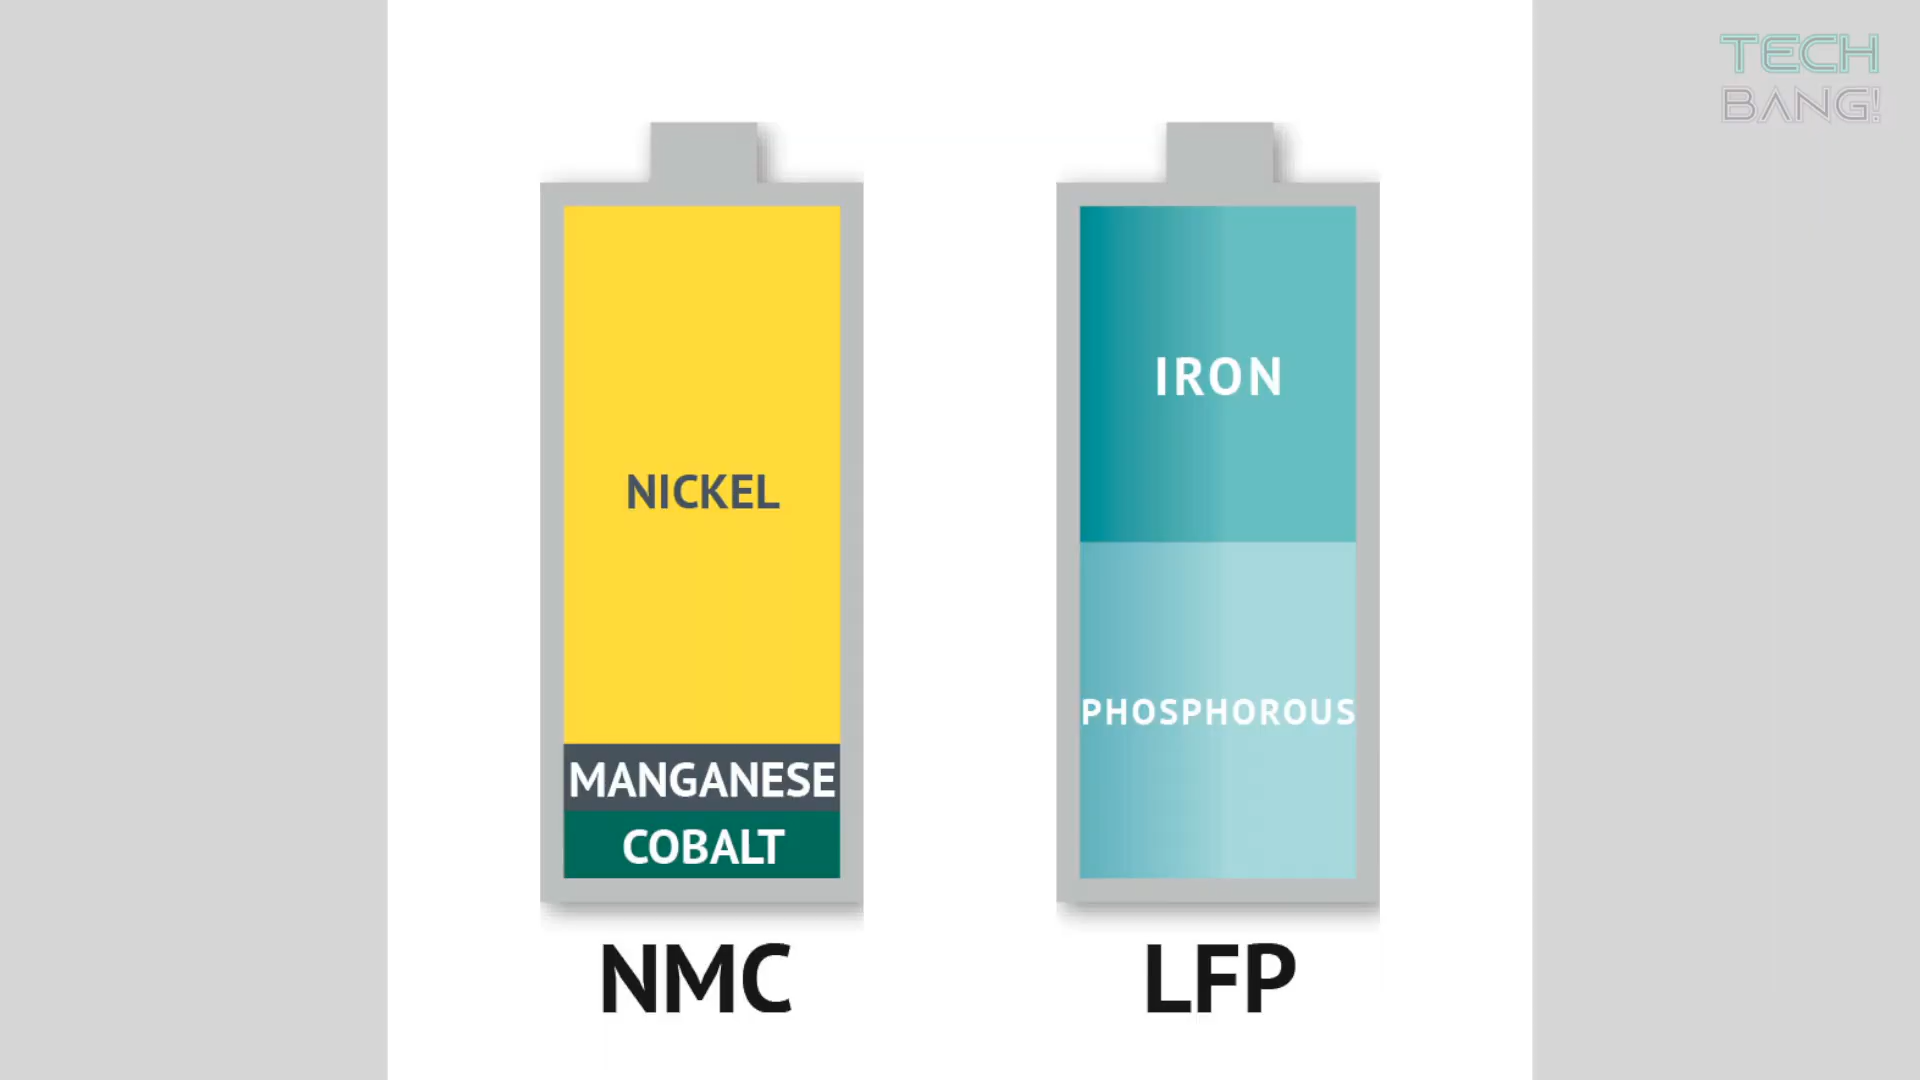 TECH
BANG!
NICKEL
MANGANESE
COBALT
NMC
IRON
PHOSPHOROUS
LFP